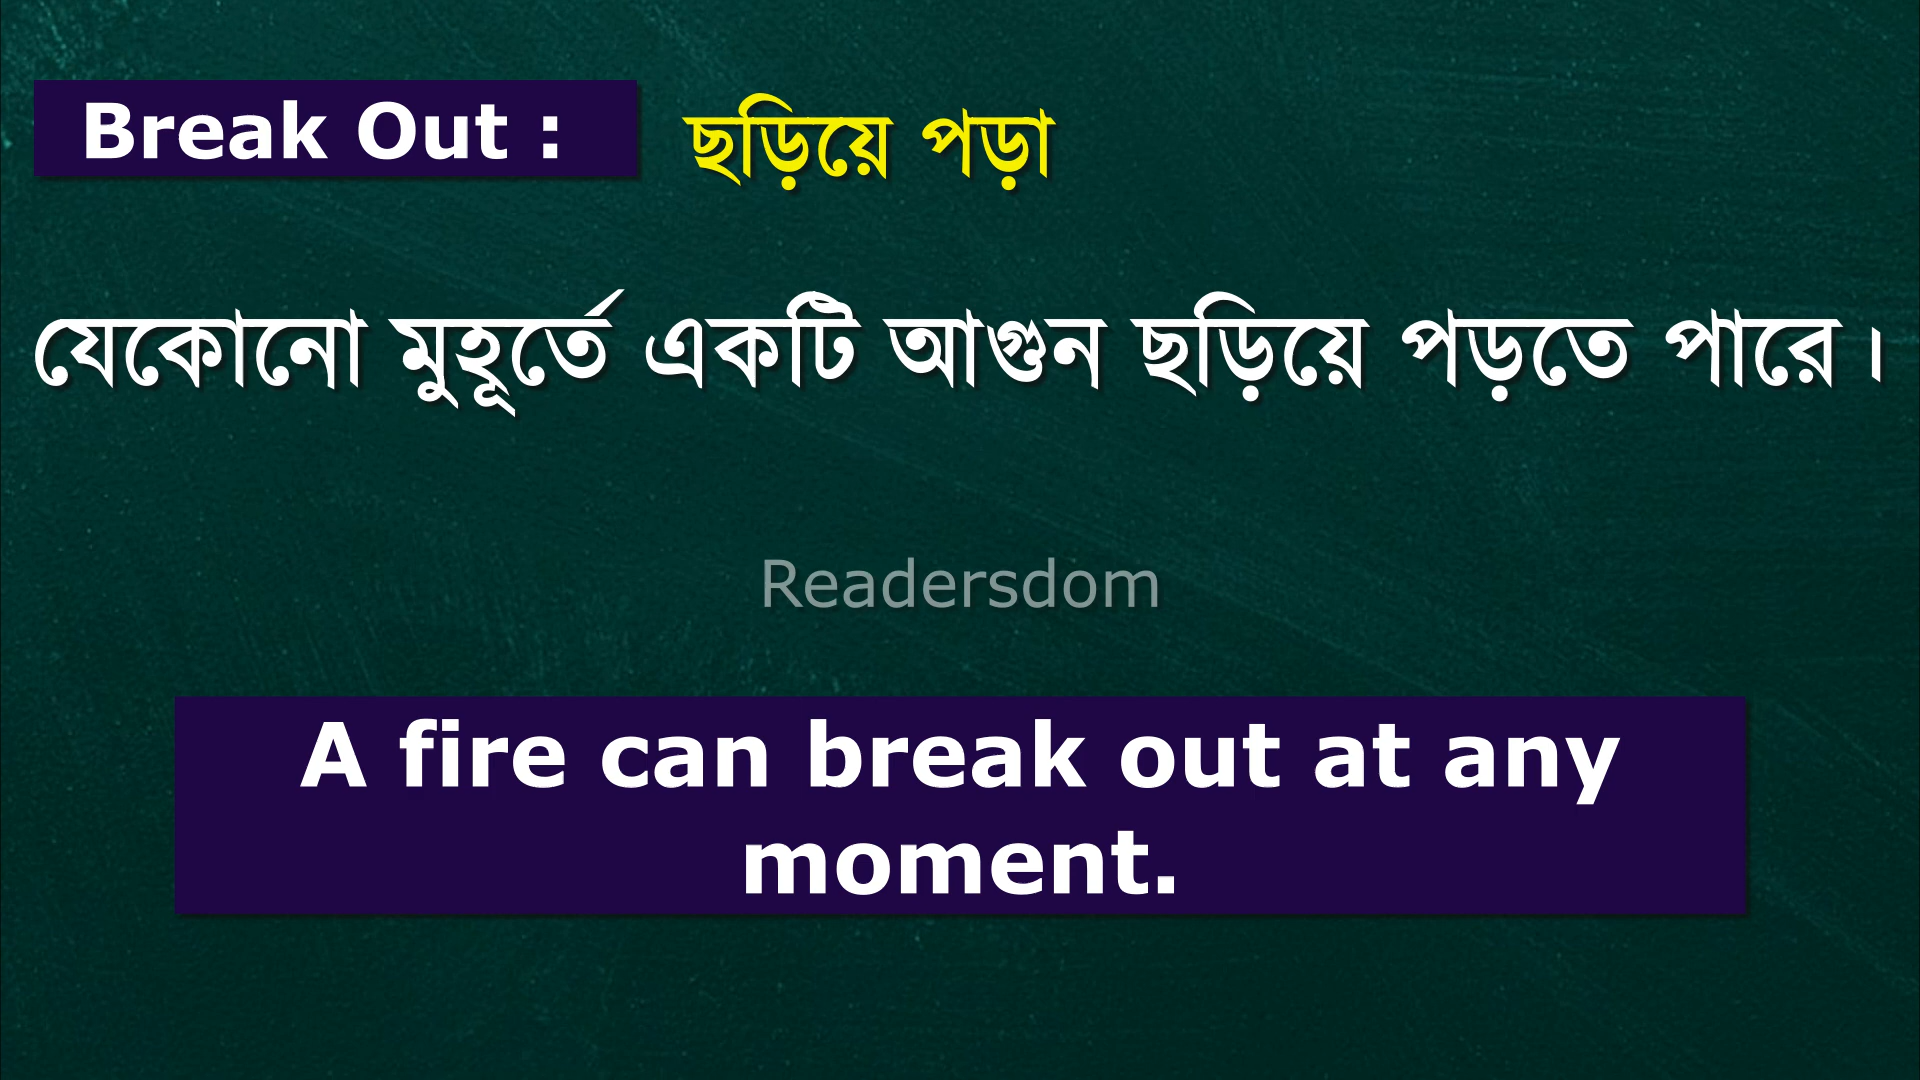 Break Out : ছড়িয়ে পড়া
যেকোনো মুহূর্তে একটি আগুন ছড়িয়ে পড়তে পারে।
Readersdom
A fire can break out at any
moment.